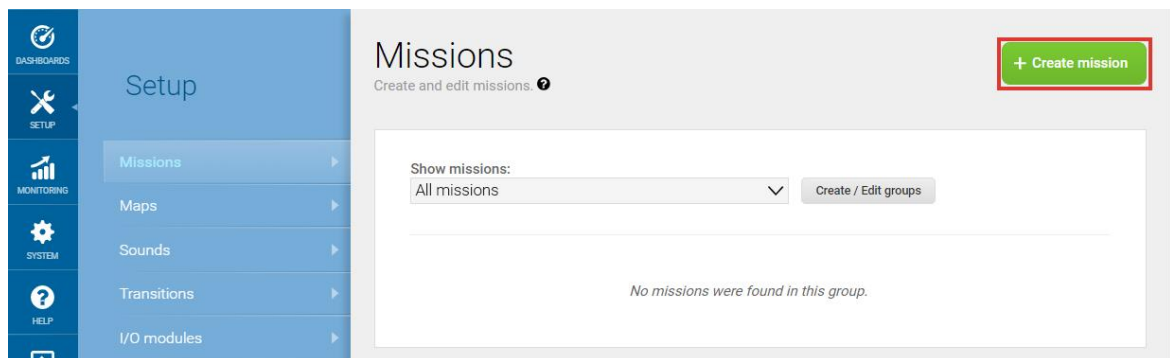 DASHBOARDS
SETUP
MONITORING
SYSTEM
HELP
Setup
Missions
Maps
Sounds
Transitions
I/O modules
Missions
Create and edit missions.
+ Create mission
Show missions:
All missions
Create / Edit groups
No missions were found in this group.